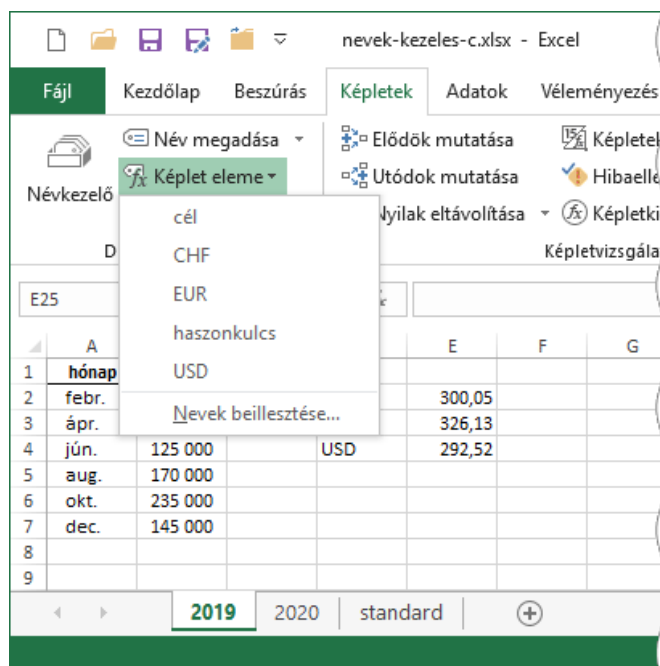 nevek-kezeles-c.xlsx - Excel
Fájl Kezdőlap Beszúrás Képletek Adatok Véleményezés
Névkezelő
Név megadása
Képlet eleme
Elődök mutatása
Utódok mutatása
Nyilak eltávolítása
Képletvizsgála
cél
CHF
EUR
haszonkulcs
USD
Nevek beillesztése...
E25
A E F G
1 hónap
2 febr. 300,05
3 ápr. 326,13
4 jún. 125 000 USD 292,52
5 aug. 170 000
6 okt. 235 000
7 dec. 145 000
8
9
2019 2020 standard